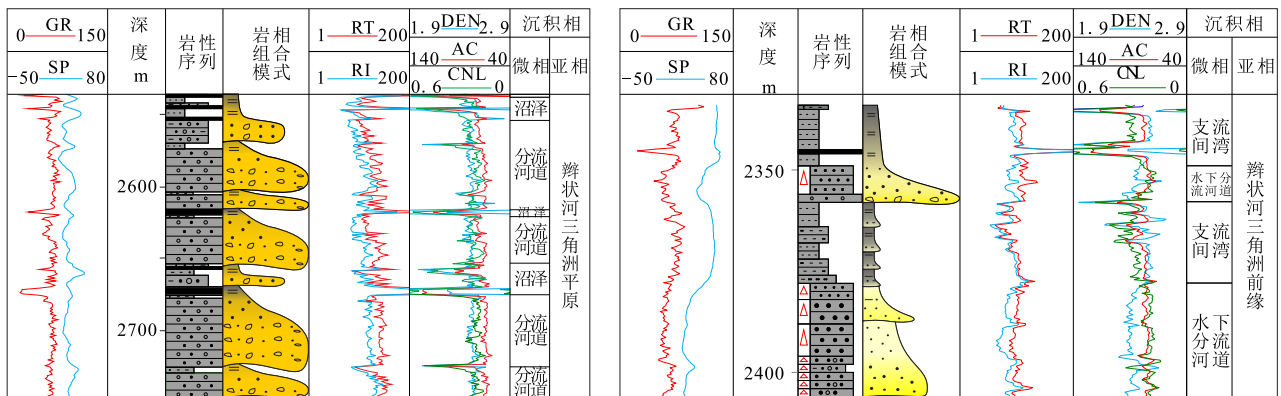 GR
0 150
SP
−50 80
深度 m
岩性序列
岩相组合模式
RT
1 200
RI
1 200
DEN
1.9 2.9
AC
140 40
CNL
0.6 0
沉积相
微相
亚相
2600
2700
沼泽
分流河道
沼泽
分流河道
沼泽
分流河道
分流河道
辫状河三角洲平原
GR
0 150
SP
−50 80
深度 m
岩性序列
岩相组合模式
RT
1 200
RI
1 200
DEN
1.9 2.9
AC
140 40
CNL
0.6 0
沉积相
微相
亚相
2350
2400
支流间湾
水下分流河道
支流间湾
水下分流河道
辫状河三角洲前缘